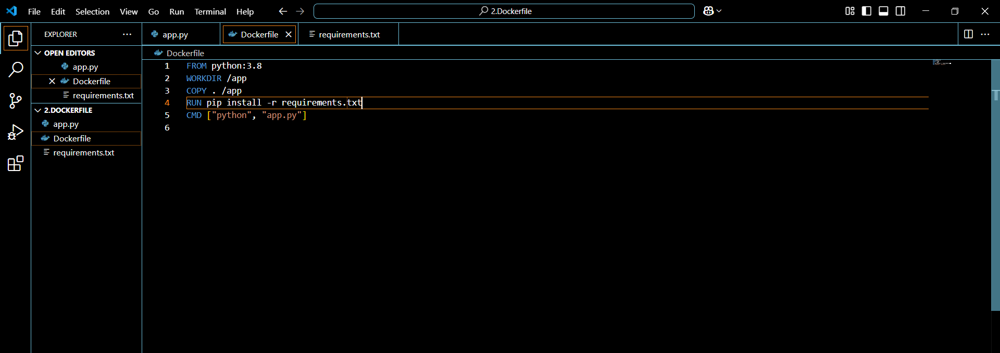 File Edit Selection View Go Run Terminal Help 2.Dockerfile
EXPLORER
OPEN EDITORS
app.py
Dockerfile
requirements.txt
2.DOCKERFILE
app.py
Dockerfile
requirements.txt
app.py Dockerfile requirements.txt
Dockerfile
1 FROM python:3.8
2 WORKDIR /app
3 COPY . /app
4 RUN pip install -r requirements.txt
5 CMD ["python", "app.py"]
6